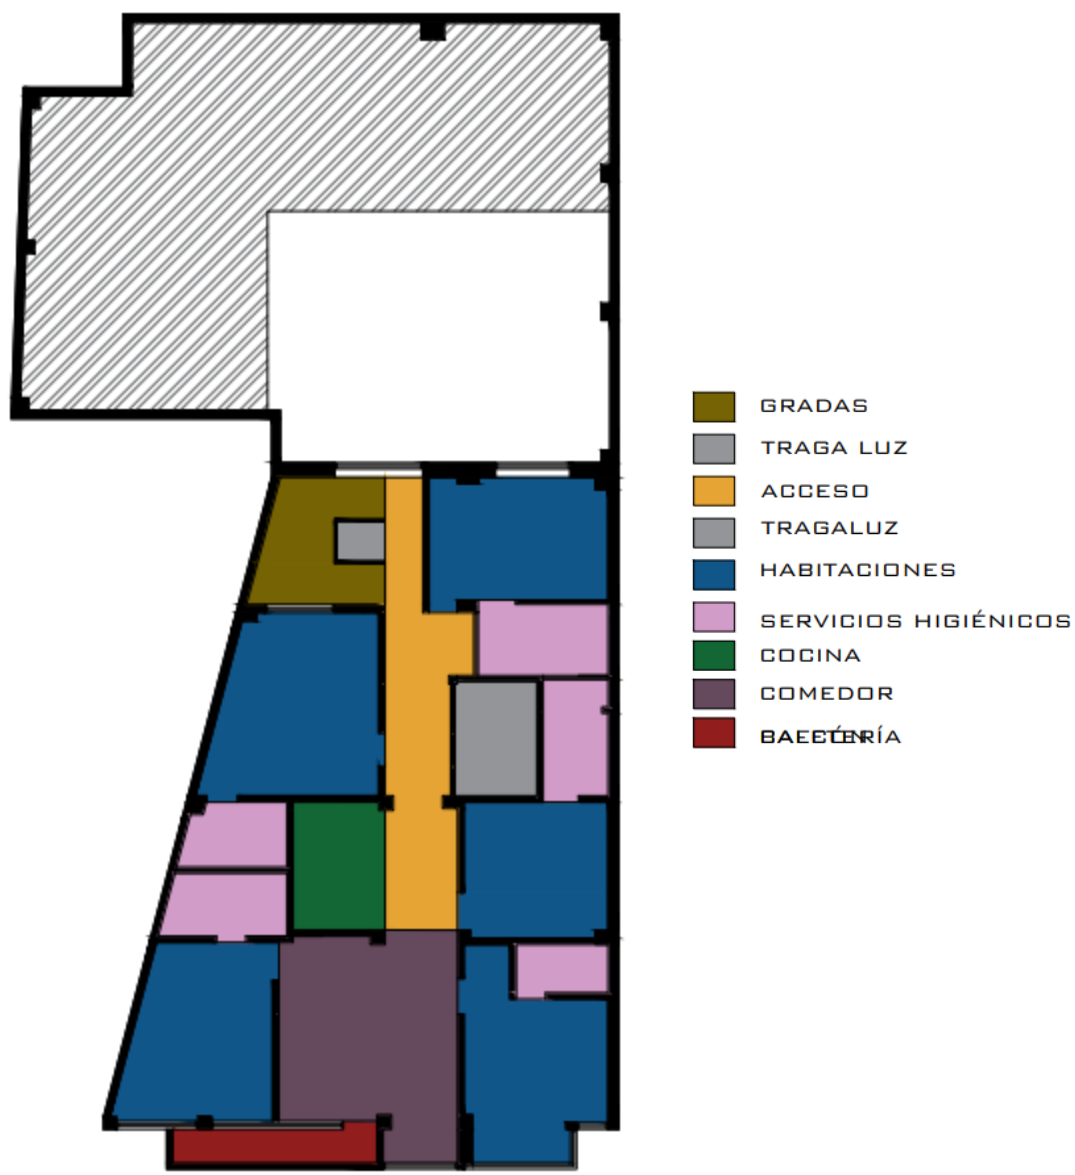 GRADAS
TRAGA LUZ
ACCESO
TRAGALUZ
HABITACIONES
SERVICIOS HIGIÉNICOS
COCINA
COMEDOR